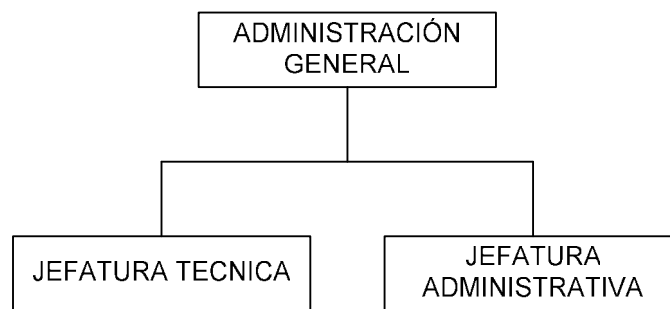 ADMINISTRACIÓN
GENERAL
JEFATURA TECNICA
JEFATURA
ADMINISTRATIVA